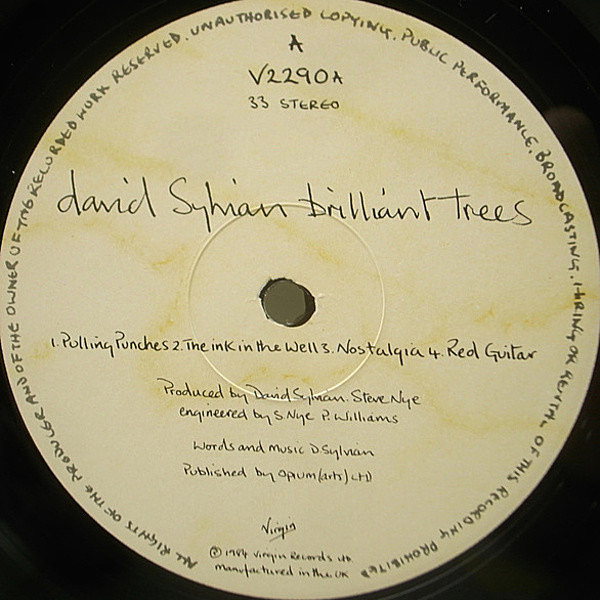 ALL RIGHTS OF THE PRODUCER AND OF THE OWNER OF THE RECORDED WORK RESERVED. UNAUTHORISED COPYING, PUBLIC PERFORMANCE, BROADCASTING, HIRING OR RENTAL OF THIS RECORDING PROHIBITED
A
V2290A
33 STEREO
david Sylvian brilliant trees
1. Pulling Punches 2. The ink in the Well 3. Nostalgia 4. Red Guitar
Produced by David Sylvian. Steve Nye
engineered by S. Nye P. Williams
Words and music D. Sylvian
Published by Opium (arts) LTD
Virgin
℗ 1984 Virgin Records Ltd
manufactured in the UK